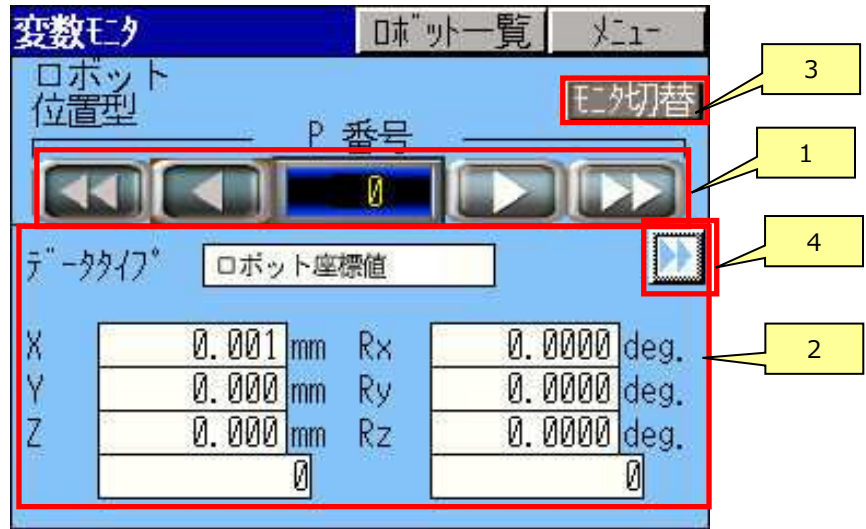 変数ﾓﾆﾀ ﾛﾎﾞｯﾄ一覧 ﾒﾆｭｰ
ロボット
位置型 ﾓﾆﾀ切替
P 番号
0
ﾃﾞｰﾀﾀｲﾌﾟ ロボット座標値
X 0.001 mm Rx 0.0000 deg.
Y 0.000 mm Ry 0.0000 deg.
Z 0.000 mm Rz 0.0000 deg.
0 0
3
1
4
2